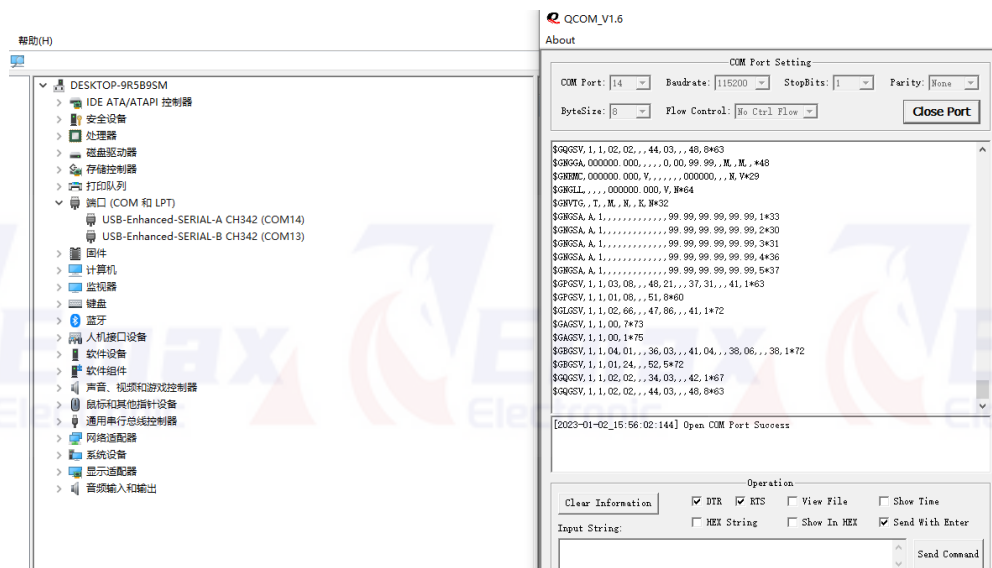 帮助(H)
DESKTOP-9R5B9SM
IDE ATA/ATAPI 控制器
安全设备
处理器
磁盘驱动器
存储控制器
打印队列
端口 (COM 和 LPT)
USB-Enhanced-SERIAL-A CH342 (COM14)
USB-Enhanced-SERIAL-B CH342 (COM13)
固件
计算机
监视器
键盘
蓝牙
人机接口设备
软件设备
软件组件
声音、视频和游戏控制器
鼠标和其他指针设备
通用串行总线控制器
网络适配器
系统设备
显示适配器
音频输入和输出
QCOM_V1.6
About
COM Port Setting
COM Port: 14 Baudrate: 115200 StopBits: 1 Parity: None
ByteSize: 8 Flow Control: No Ctrl Flow Close Port
$GQGSV,1,1,02,02,,,44,03,,,48,8*63
$GNGGA,000000.000,,,,,0,00,99.99,,M,,M,,*48
$GNRMC,000000.000,V,,,,,,,000000,,,N,V*29
$GNGLL,,,,,000000.000,V,N*64
$GNVTG,,T,,M,,N,,K,N*32
$GNGSA,A,1,,,,,,,,,,,,,99.99,99.99,99.99,1*33
$GNGSA,A,1,,,,,,,,,,,,,99.99,99.99,99.99,2*30
$GNGSA,A,1,,,,,,,,,,,,,99.99,99.99,99.99,3*31
$GNGSA,A,1,,,,,,,,,,,,,99.99,99.99,99.99,4*36
$GNGSA,A,1,,,,,,,,,,,,,99.99,99.99,99.99,5*37
$GPGSV,1,1,03,08,,,48,21,,,37,31,,,41,1*63
$GPGSV,1,1,01,08,,,51,8*60
$GLGSV,1,1,02,66,,,47,86,,,41,1*72
$GAGSV,1,1,00,7*73
$GAGSV,1,1,00,1*75
$GBGSV,1,1,04,01,,,36,03,,,41,04,,,38,06,,,38,1*72
$GBGSV,1,1,01,24,,,52,5*72
$GQGSV,1,1,02,02,,,34,03,,,42,1*67
$GQGSV,1,1,02,02,,,44,03,,,48,8*63
[2023-01-02_15:56:02:144] Open COM Port Success
Operation
Clear Information DTR RTS View File Show Time
HEX String Show In HEX Send With Enter
Input String:
Send Command
Electronic